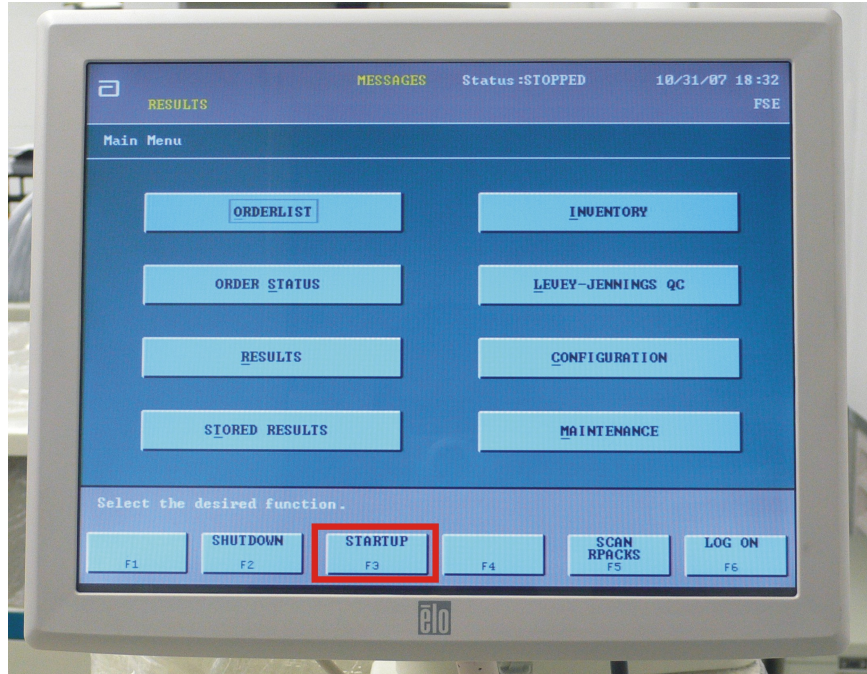 MESSAGES Status:STOPPED 10/31/07 18:32
RESULTS FSE
Main Menu
ORDERLIST INVENTORY
ORDER STATUS LEVEY-JENNINGS QC
RESULTS CONFIGURATION
STORED RESULTS MAINTENANCE
Select the desired function.
SHUTDOWN STARTUP SCAN RPACKS LOG ON
F1 F2 F3 F4 F5 F6
ēlo